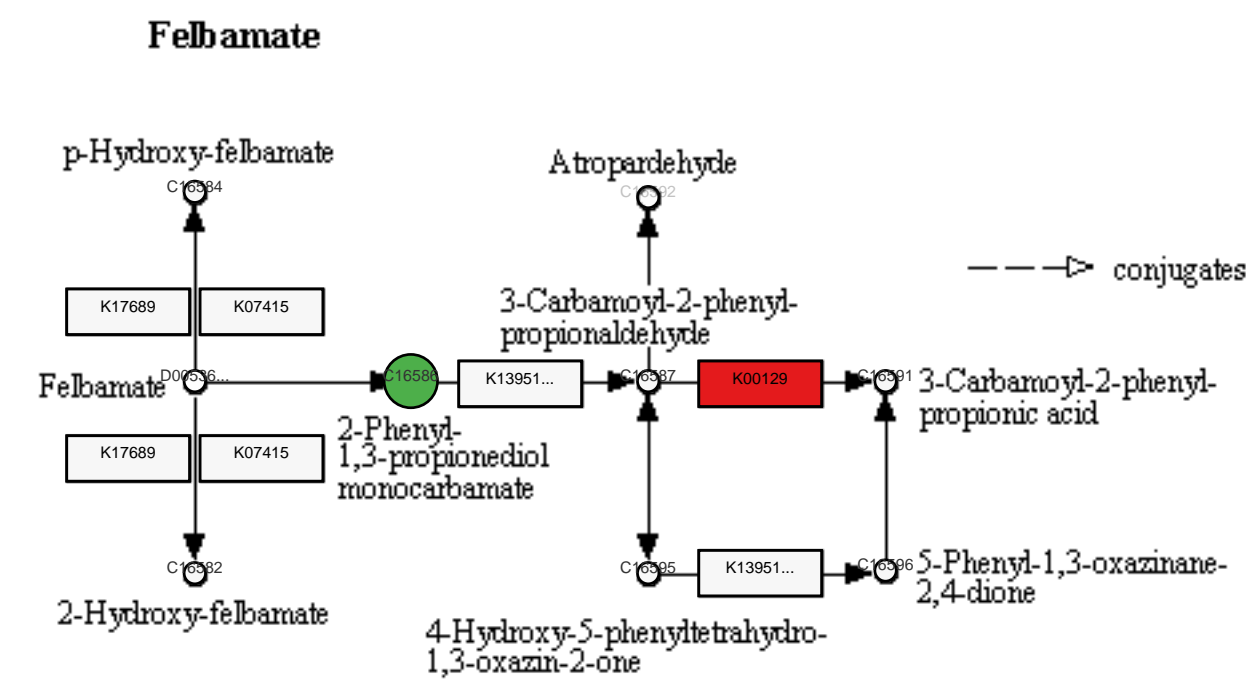 Felbamate
p-Hydroxy-felbamate
C16584
Atropardehyde
C16592
conjugates
K17689
K07415
3-Carbamoyl-2-phenyl-
propionaldehyde
Felbamate
D00536...
C16586
K13951...
C16587
K00129
C16591
3-Carbamoyl-2-phenyl-
propionic acid
2-Phenyl-
1,3-propionediol
monocarbamate
K17689
K07415
C16582
2-Hydroxy-felbamate
C16595
K13951...
C16596
5-Phenyl-1,3-oxazinane-
2,4-dione
4-Hydroxy-5-phenyltetrahydro-
1,3-oxazin-2-one